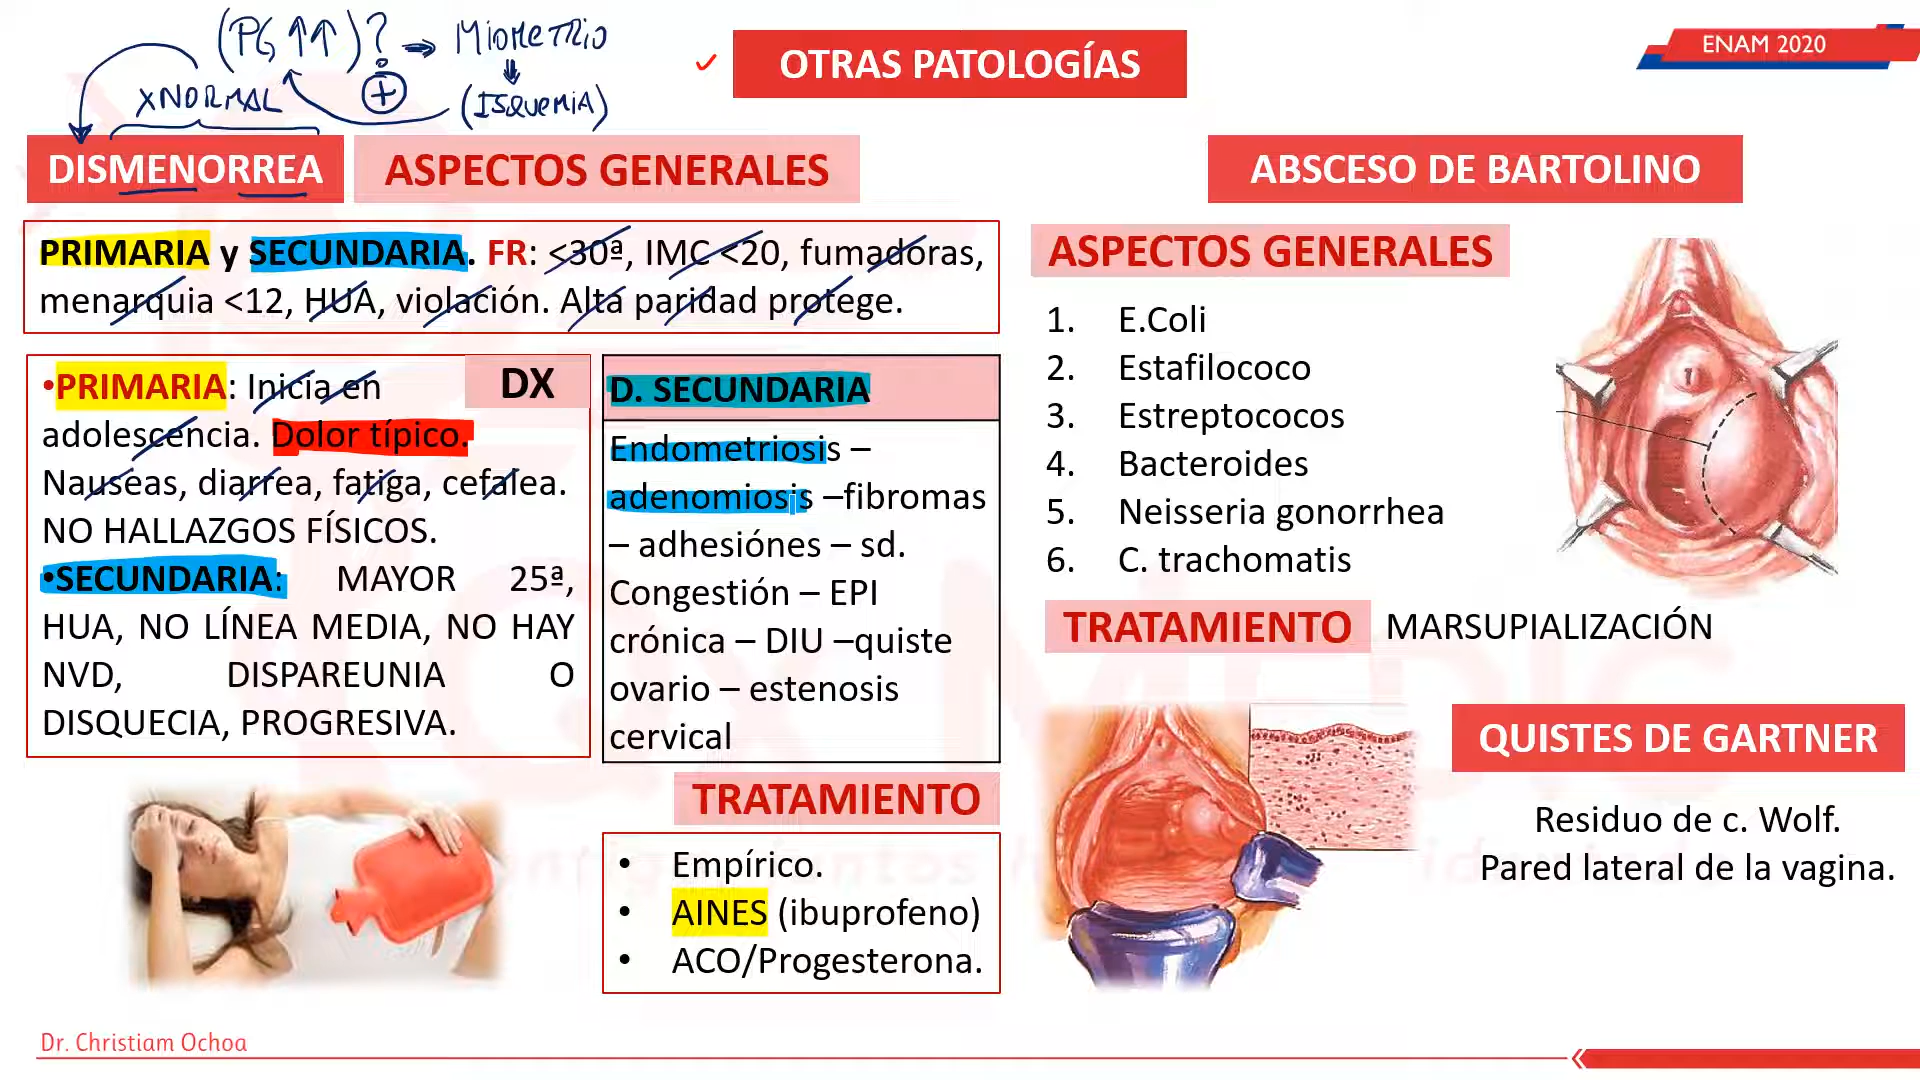 (PG ↑↑)? → MIOMETRIO
↓
XNORMAL
+
(ISQUEMIA)
✓ OTRAS PATOLOGÍAS
ENAM 2020
DISMENORREA
ASPECTOS GENERALES
PRIMARIA y SECUNDARIA. FR: <30ª, IMC <20, fumadoras,
menarquia <12, HUA, violación. Alta paridad protege.
•PRIMARIA: Inicia en
DX
adolescencia. Dolor típico.
Nauseas, diarrea, fatiga, cefalea.
NO HALLAZGOS FÍSICOS.
•SECUNDARIA: MAYOR 25ª,
HUA, NO LÍNEA MEDIA, NO HAY
NVD, DISPAREUNIA O
DISQUECIA, PROGRESIVA.
D. SECUNDARIA
Endometriosis –
adenomiosis –fibromas
– adhesiónes – sd.
Congestión – EPI
crónica – DIU –quiste
ovario – estenosis
cervical
TRATAMIENTO
• Empírico.
• AINES (ibuprofeno)
• ACO/Progesterona.
ABSCESO DE BARTOLINO
ASPECTOS GENERALES
1. E.Coli
2. Estafilococo
3. Estreptococos
4. Bacteroides
5. Neisseria gonorrhea
6. C. trachomatis
TRATAMIENTO MARSUPIALIZACIÓN
QUISTES DE GARTNER
Residuo de c. Wolf.
Pared lateral de la vagina.
Dr. Christiam Ochoa